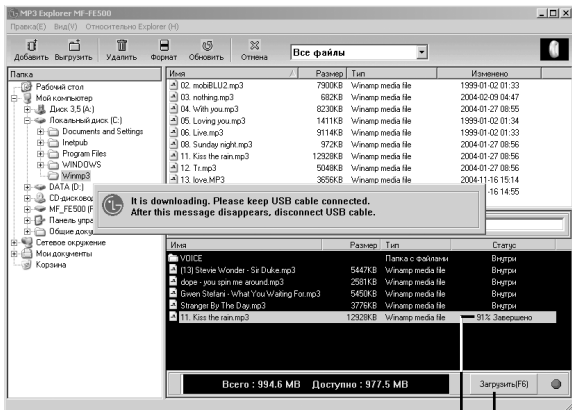 MP3 Explorer MF-FE500
Правка(E) Вид(V) Относительно Explorer (H)
Добавить Выгрузить Удалить Формат Обновить Отмена Все файлы
Папка
Рабочий стол
Мой компьютер
Диск 3,5 (A:)
Локальный диск (C:)
Documents and Settings
Inetpub
Program Files
WINDOWS
Winmp3
DATA (D:)
CD-дисковод
MF_FE500 (F
Панель упра
Общие доку
Сетевое окружение
Мои документы
Корзина
Имя Размер Тип Изменено
02. mobiBLU2.mp3 7900KB Winamp media file 1999-01-02 01:33
03. nothing.mp3 682KB Winamp media file 2004-02-09 04:47
04. With you.mp3 8230KB Winamp media file 2004-01-27 08:55
05. Loving you.mp3 1411KB Winamp media file 1999-01-02 01:34
06. Live.mp3 9114KB Winamp media file 1999-01-02 01:33
08. Sunday night.mp3 972KB Winamp media file 2004-01-27 08:56
11. Kiss the rain.mp3 12928KB Winamp media file 2004-01-27 08:56
12. Tr.mp3 5048KB Winamp media file 2004-01-27 08:56
13. love.MP3 3656KB Winamp media file 2004-11-16 15:14
-16 14:55
It is downloading. Please keep USB cable connected.
After this message disappears, disconnect USB cable.
Имя Размер Тип Статус
VOICE Папка с файлами Внутри
(13) Stevie Wonder - Sir Duke.mp3 5447KB Winamp media file Внутри
dope - you spin me around.mp3 2581KB Winamp media file Внутри
Gwen Stefani - What You Waiting For.mp3 5450KB Winamp media file Внутри
Stranger By The Day.mp3 3776KB Winamp media file Внутри
11. Kiss the rain.mp3 12928KB Winamp media file 91% Завершено
Всего : 994.6 MB Доступно : 977.5 MB
Загрузить(F6)